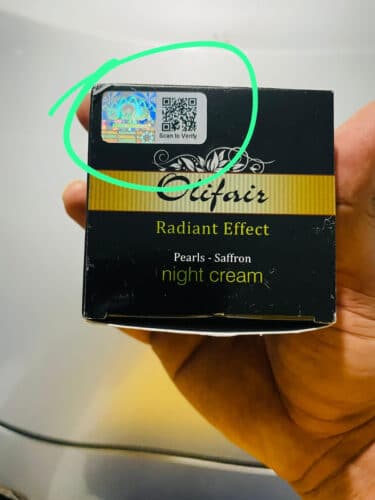 Scan to Verify
Olifair
Radiant Effect
Pearls - Saffron
night cream